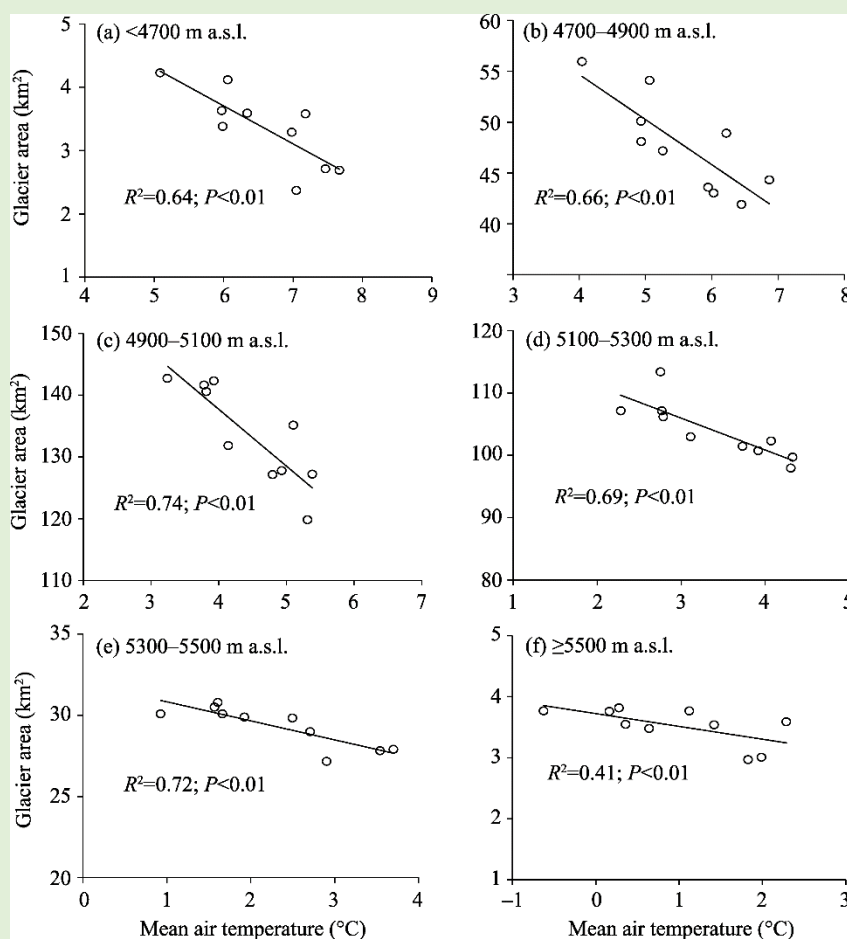 (a) <4700 m a.s.l.
5
4
3
2
1
Glacier area (km²)
R²=0.64; P<0.01
4 5 6 7 8 9
(b) 4700–4900 m a.s.l.
60
55
50
45
40
R²=0.66; P<0.01
3 4 5 6 7 8
(c) 4900–5100 m a.s.l.
150
140
130
120
110
Glacier area (km²)
R²=0.74; P<0.01
2 3 4 5 6 7
(d) 5100–5300 m a.s.l.
120
110
100
90
80
R²=0.69; P<0.01
1 2 3 4 5
(e) 5300–5500 m a.s.l.
35
30
25
20
Glacier area (km²)
R²=0.72; P<0.01
0 1 2 3 4
Mean air temperature (°C)
(f) ≥5500 m a.s.l.
5
4
3
2
1
R²=0.41; P<0.01
–1 0 1 2 3
Mean air temperature (°C)